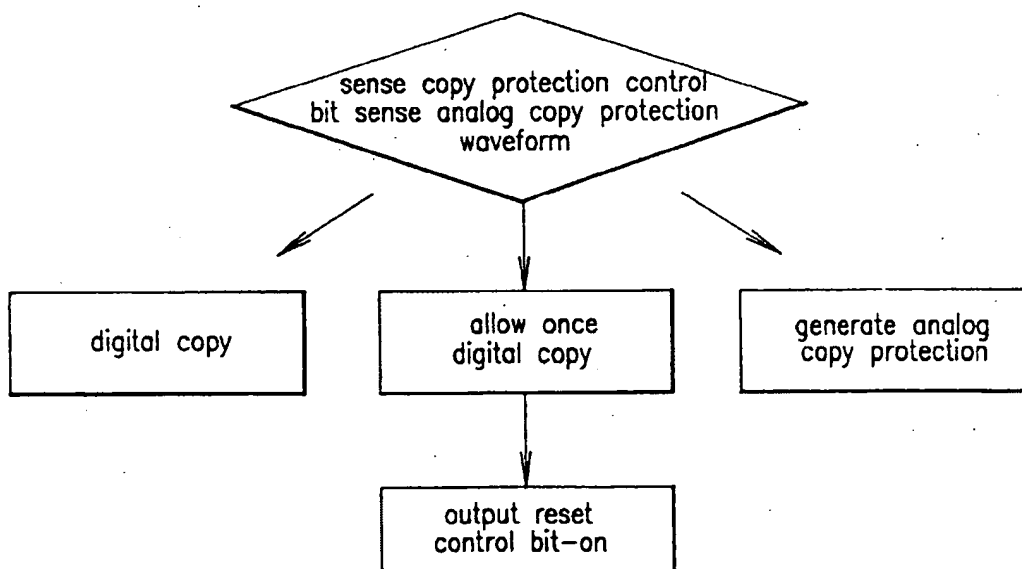 sense copy protection control
bit sense analog copy protection
waveform
digital copy
allow once
digital copy
generate analog
copy protection
output reset
control bit-on